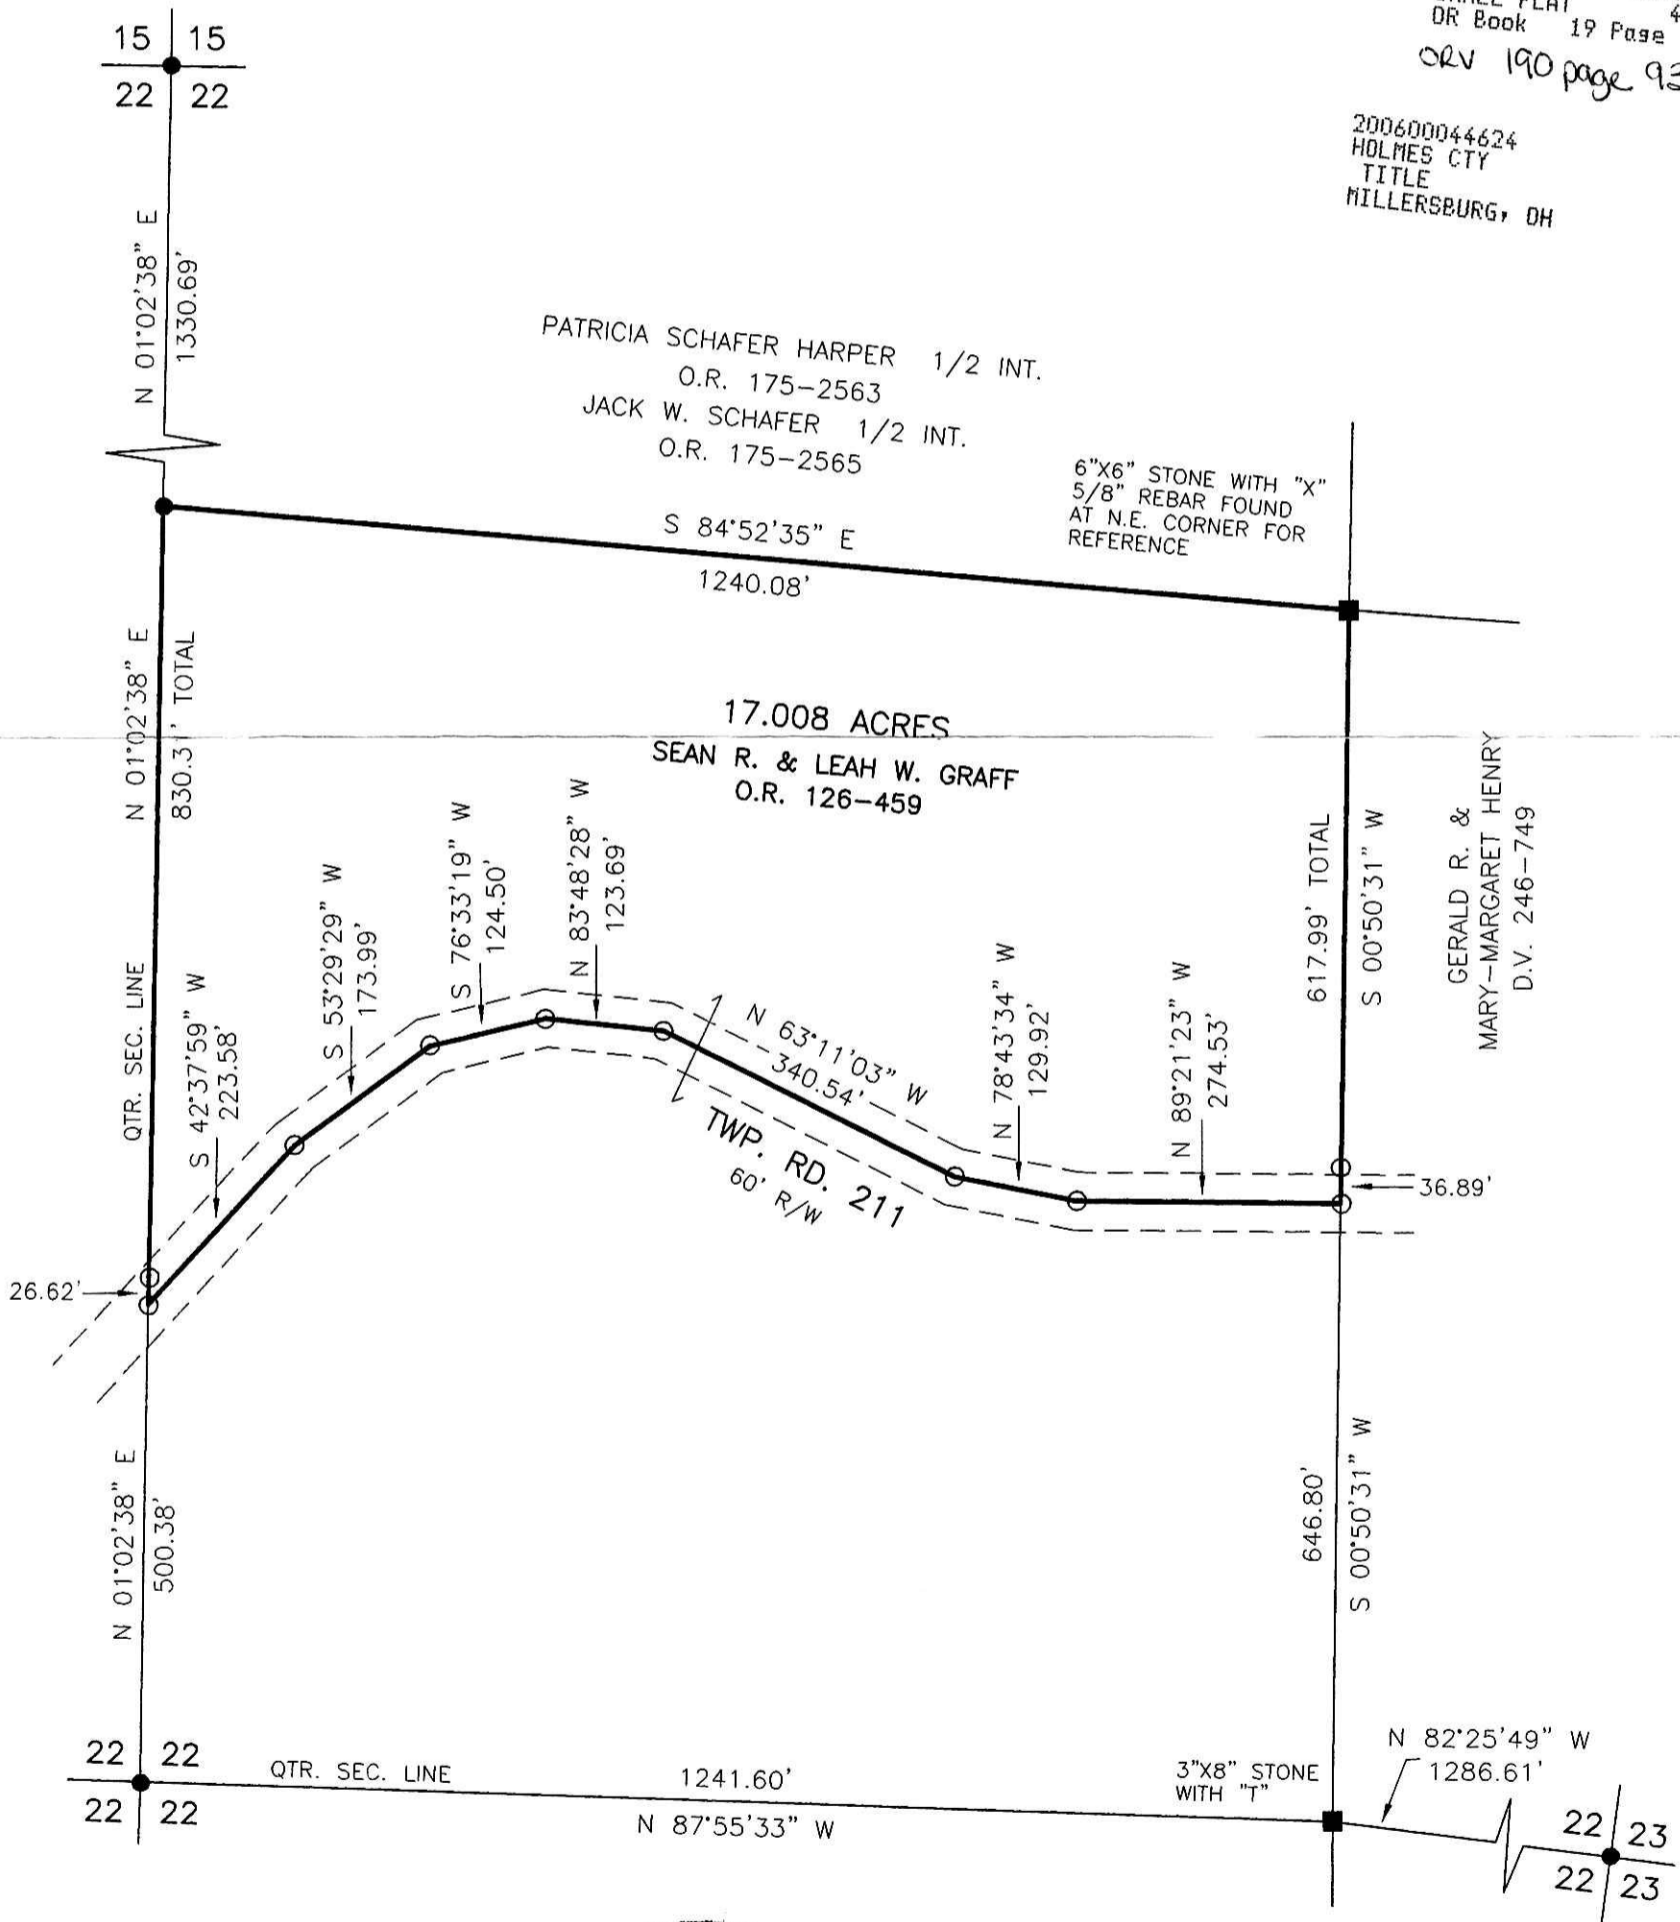 OR Book 19 Page
ORV 190 page 93
200600044624
HOLMES CTY
TITLE
MILLERSBURG, OH
15 15
22 22
N 01°02'38" E
1330.69'
PATRICIA SCHAFER HARPER 1/2 INT.
O.R. 175-2563
JACK W. SCHAFER 1/2 INT.
O.R. 175-2565
6"X6" STONE WITH "X"
5/8" REBAR FOUND
AT N.E. CORNER FOR
REFERENCE
S 84°52'35" E
1240.08'
N 01°02'38" E
830.31' TOTAL
QTR. SEC. LINE
17.008 ACRES
SEAN R. & LEAH W. GRAFF
O.R. 126-459
617.99' TOTAL
S 00°50'31" W
GERALD R. &
MARY-MARGARET HENRY
D.V. 246-749
S 42°37'59" W
223.58'
S 53°29'29" W
173.99'
S 76°33'19" W
124.50'
N 83°48'28" W
123.69'
N 63°11'03" W
340.54'
TWP. RD. 211
60' R/W
N 78°43'34" W
129.92'
N 89°21'23" W
274.53'
36.89'
26.62'
N 01°02'38" E
500.38'
646.80'
S 00°50'31" W
22 22
22 22
QTR. SEC. LINE
1241.60'
N 87°55'33" W
3"X8" STONE
WITH "T"
N 82°25'49" W
1286.61'
22 23
22 23